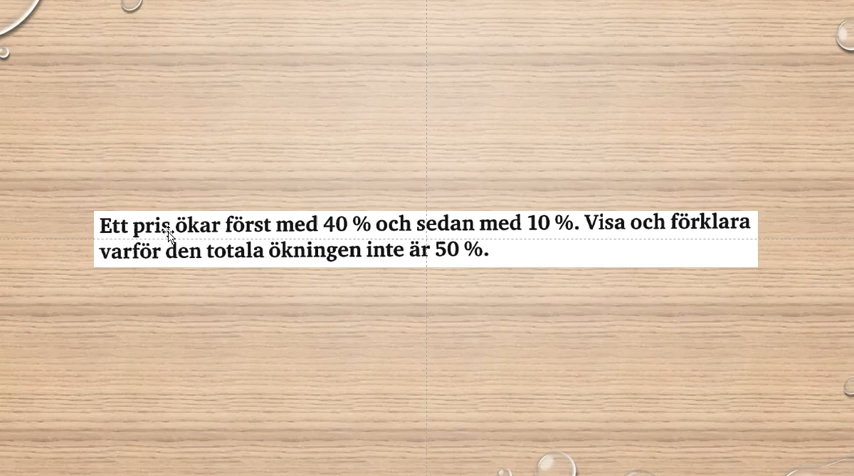 Ett pris ökar först med 40 % och sedan med 10 %. Visa och förklara
varför den totala ökningen inte är 50 %.